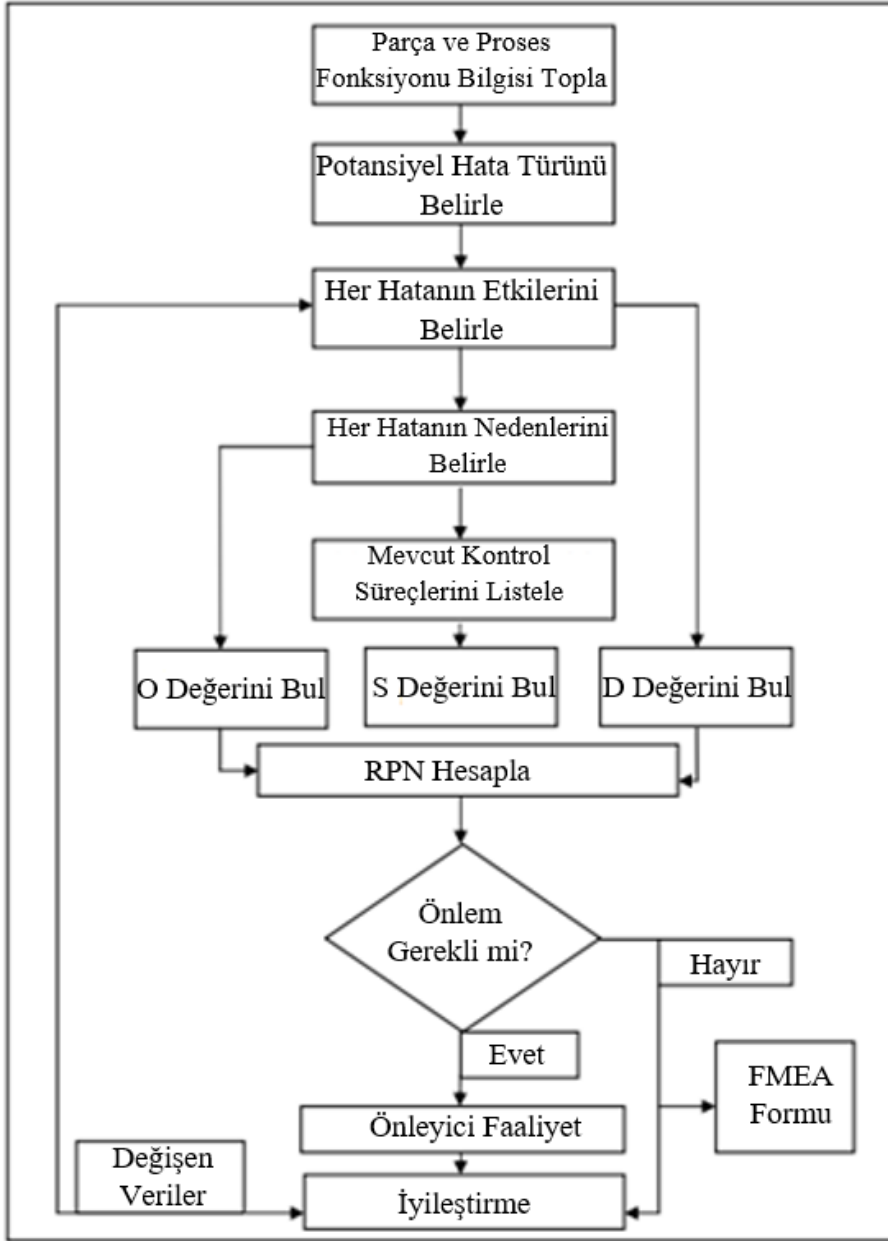 Parça ve Proses
Fonksiyonu Bilgisi Topla
Potansiyel Hata Türünü
Belirle
Her Hatanın Etkilerini
Belirle
Her Hatanın Nedenlerini
Belirle
Mevcut Kontrol
Süreçlerini Listele
O Değerini Bul
S Değerini Bul
D Değerini Bul
RPN Hesapla
Önlem
Gerekli mi?
Hayır
Evet
FMEA
Formu
Önleyici Faaliyet
Değişen
Veriler
İyileştirme